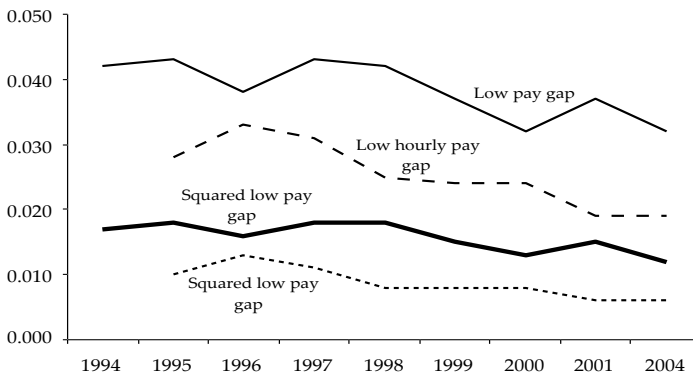 0.050
0.040
0.030
0.020
0.010
0.000
Low pay gap
Low hourly pay
gap
Squared low pay
gap
Squared low pay
gap
1994 1995 1996 1997 1998 1999 2000 2001 2004